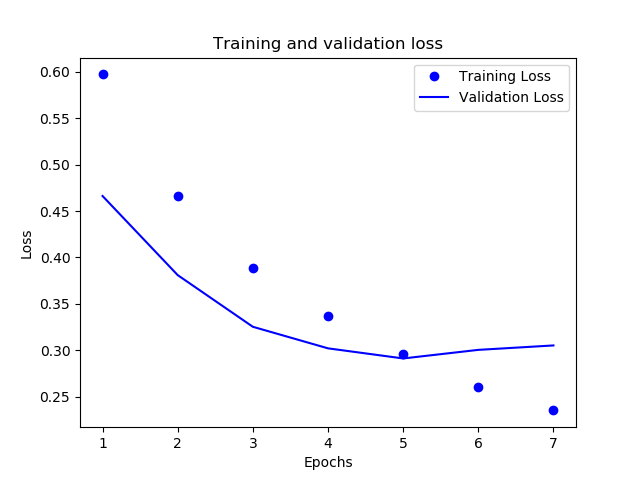 Training and validation loss
Training Loss
Validation Loss
0.60
0.55
0.50
0.45
0.40
0.35
0.30
0.25
Loss
1 2 3 4 5 6 7
Epochs